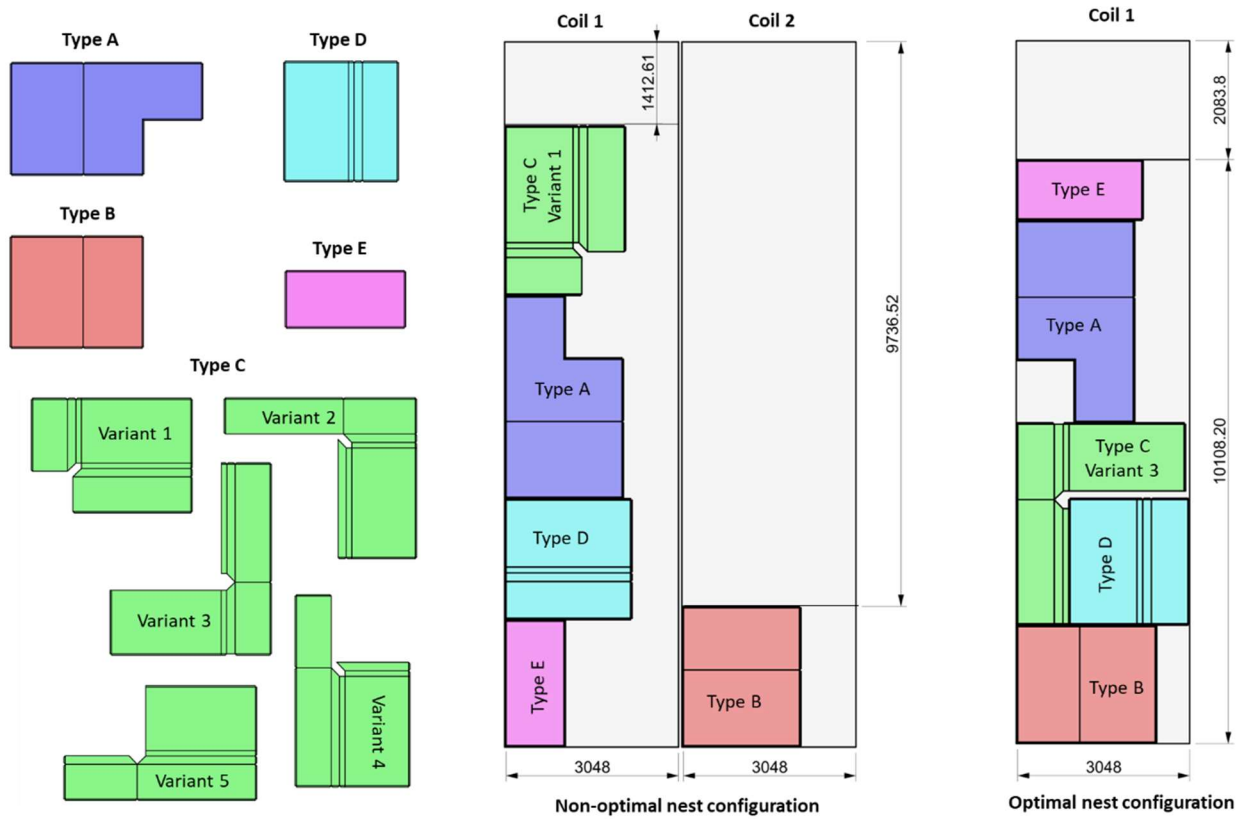 Type A
Type D
Type B
Type E
Type C
Variant 1
Variant 2
Variant 3
Variant 4
Variant 5
Coil 1
Coil 2
1412.61
Type C
Variant 1
Type A
Type D
Type E
9736.52
Type B
3048
3048
Non-optimal nest configuration
Coil 1
2083.8
Type E
Type A
Type C
Variant 3
10108.20
Type D
Type B
3048
Optimal nest configuration